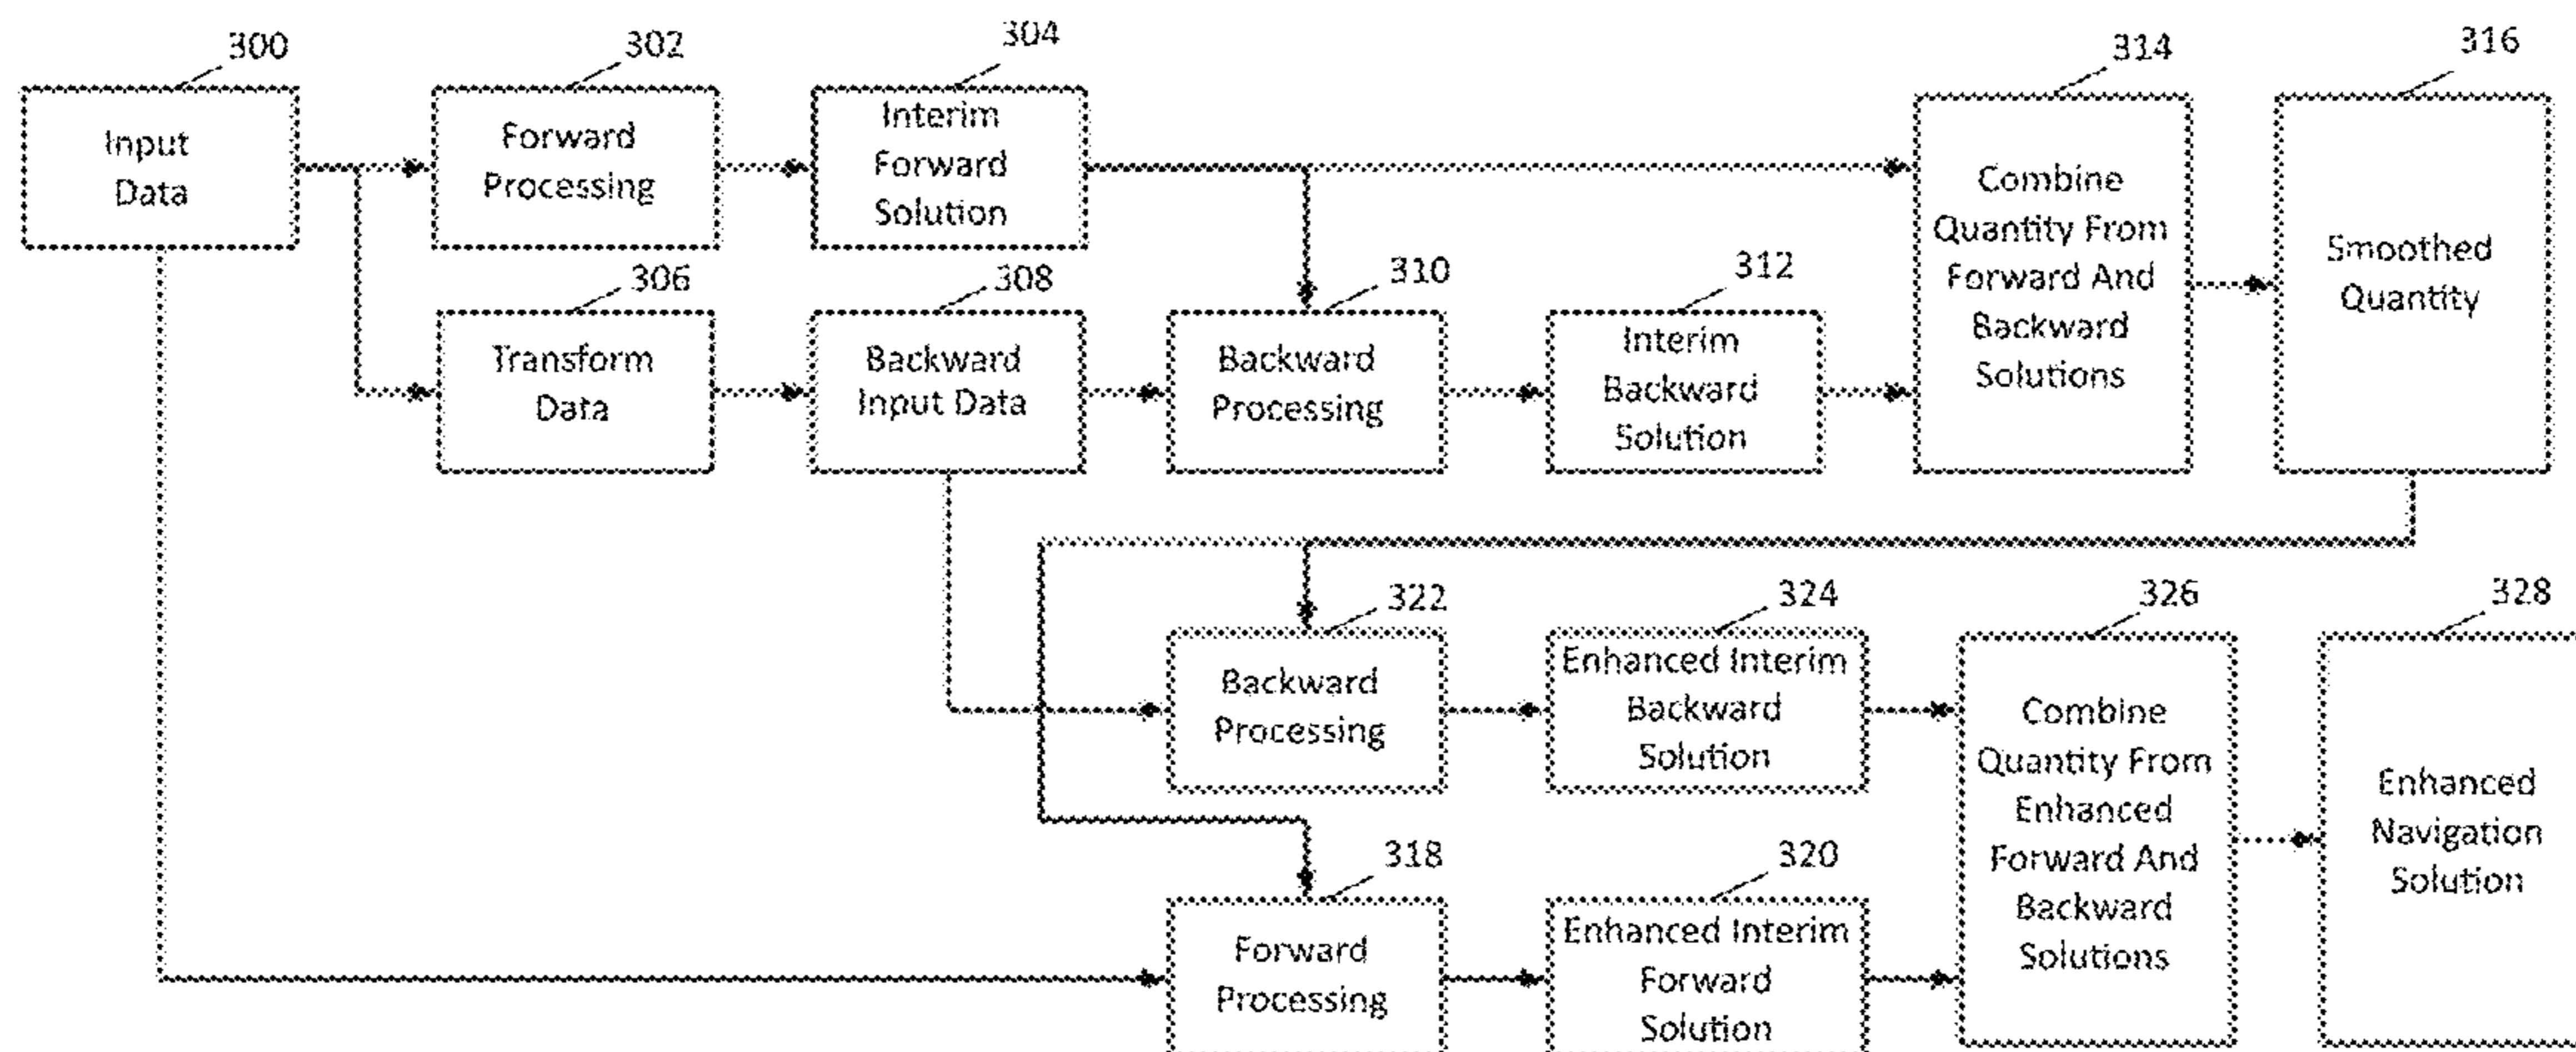 300
302
304
314
316
Input
Data
Forward
Processing
Interim
Forward
Solution
Combine
Quantity From
Forward And
Backward
Solutions
Smoothed
Quantity
306
308
310
312
Transform
Data
Backward
Input Data
Backward
Processing
Interim
Backward
Solution
322
324
326
328
Backward
Processing
Enhanced Interim
Backward
Solution
Combine
Quantity From
Enhanced
Forward And
Backward
Solutions
Enhanced
Navigation
Solution
318
320
Forward
Processing
Enhanced Interim
Forward
Solution